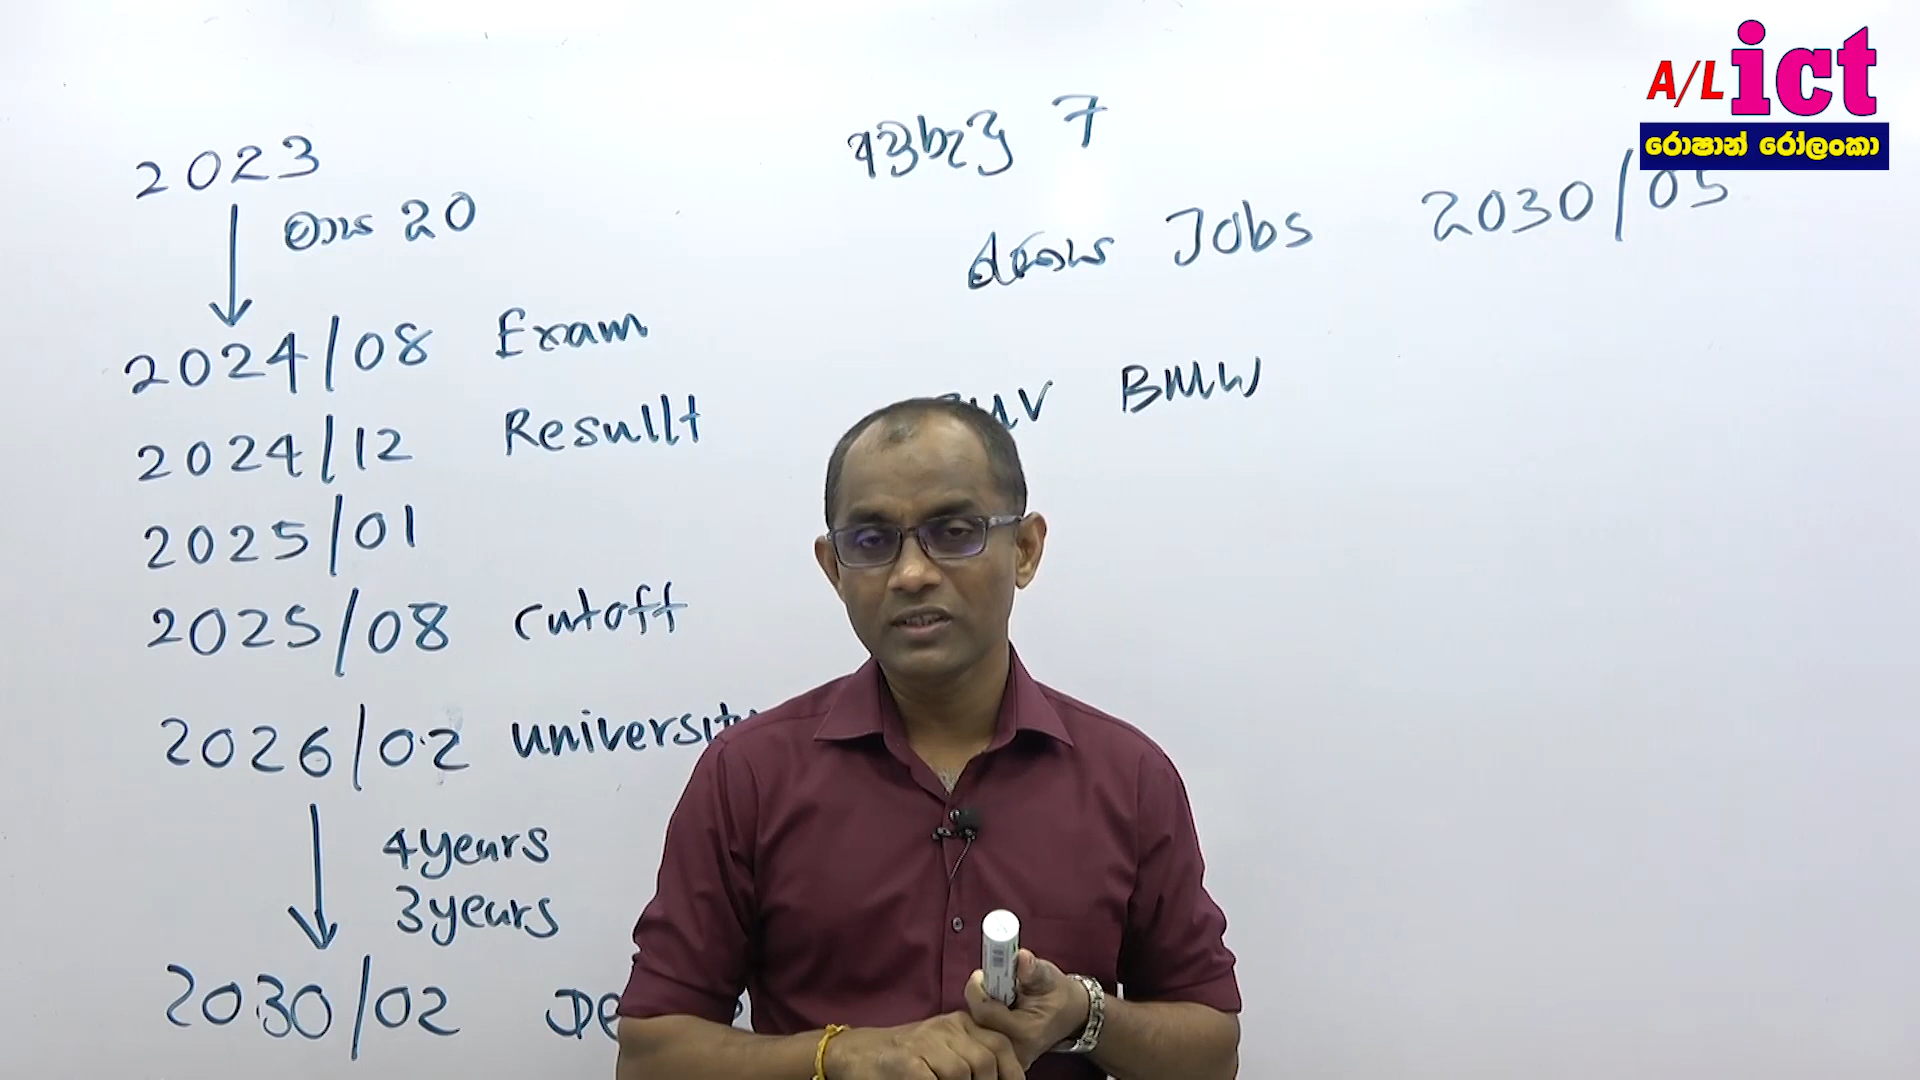 A/L ict
රොෂාන් රෝලංකා
2023
මාස 20
2024/08 Exam
2024/12 Resullt
2025/01
2025/08 cutoff
2026/02 university
4years
3years
2030/02
අවුරුදු 7
Jobs 2030/05
BMW